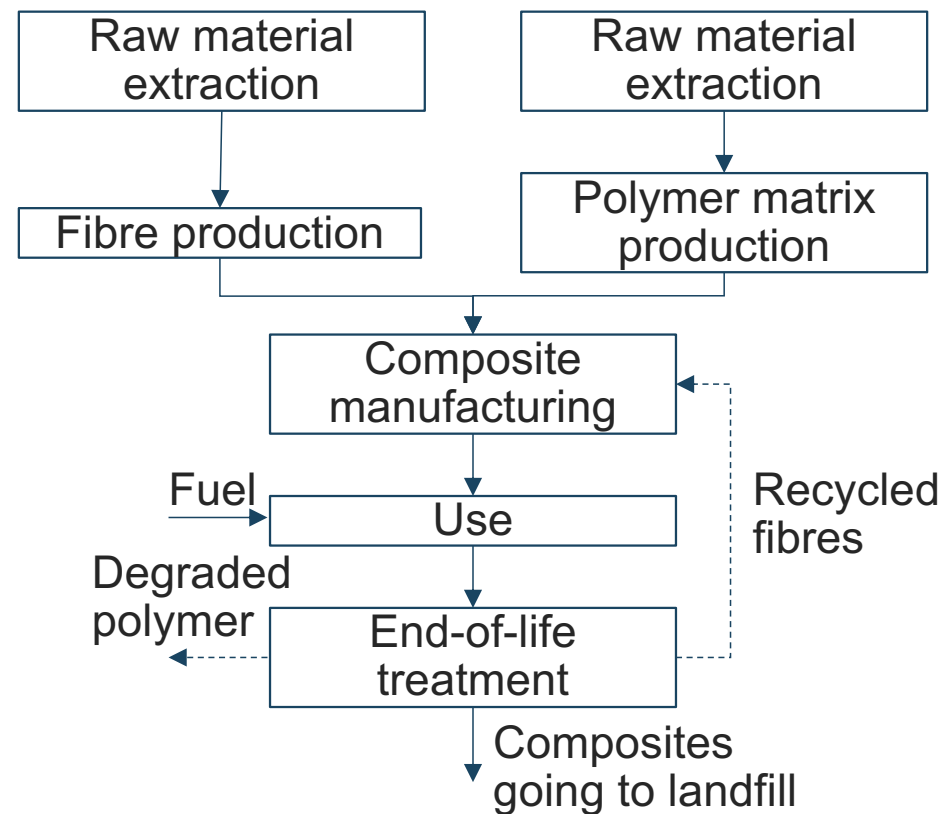 Raw material
extraction
Raw material
extraction
Fibre production
Polymer matrix
production
Composite
manufacturing
Fuel
Use
Recycled
fibres
Degraded
polymer
End-of-life
treatment
Composites
going to landfill